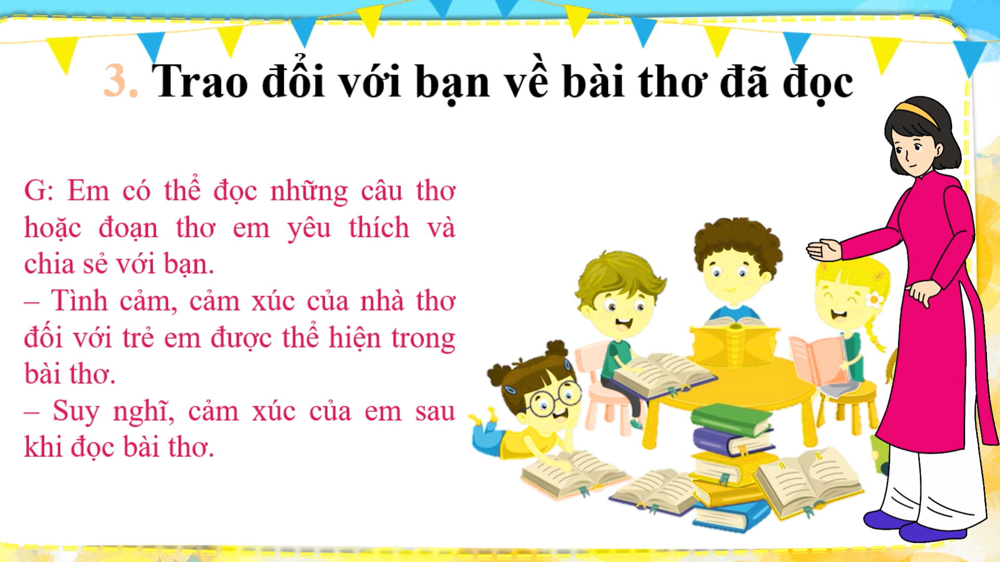 3. Trao đổi với bạn về bài thơ đã đọc
G: Em có thể đọc những câu thơ
hoặc đoạn thơ em yêu thích và
chia sẻ với bạn.
– Tình cảm, cảm xúc của nhà thơ
đối với trẻ em được thể hiện trong
bài thơ.
– Suy nghĩ, cảm xúc của em sau
khi đọc bài thơ.
A B